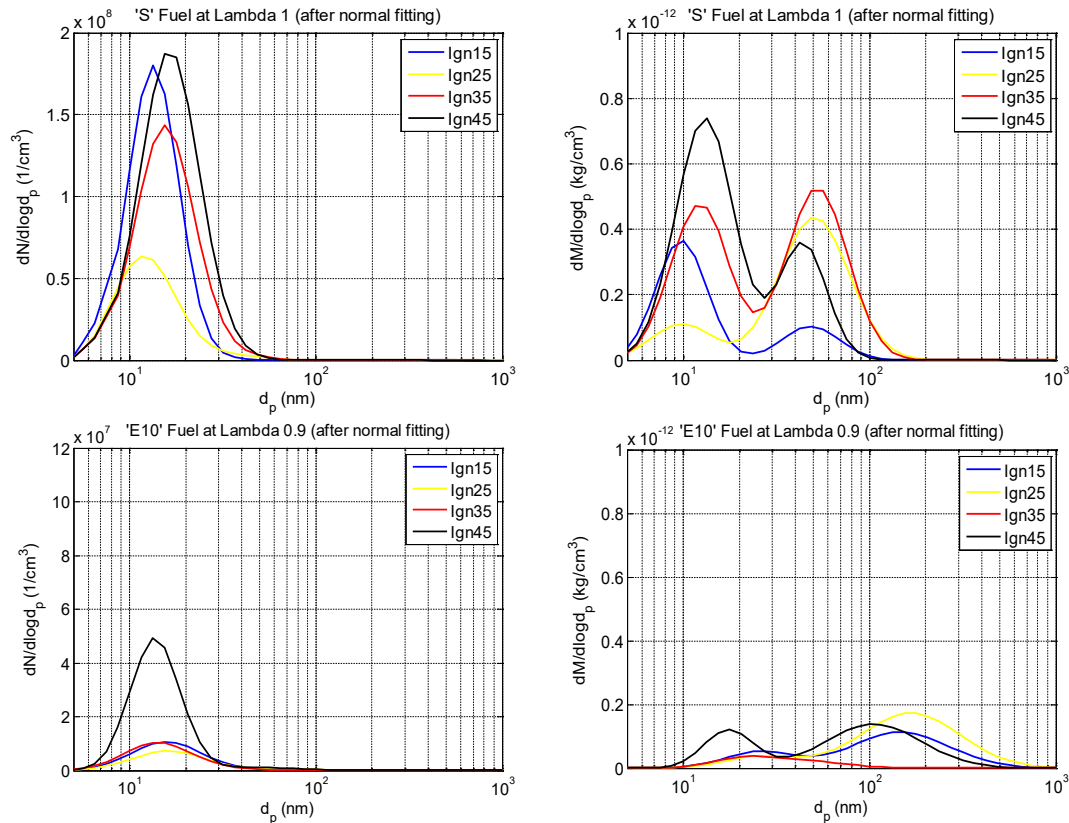 'S' Fuel at Lambda 1 (after normal fitting)
x 10^8
2
1.5
1
0.5
0
dN/dlogd_p (1/cm^3)
Ign15
Ign25
Ign35
Ign45
10^1
10^2
10^3
d_p (nm)
'S' Fuel at Lambda 1 (after normal fitting)
x 10^-12
1
0.8
0.6
0.4
0.2
0
dM/dlogd_p (kg/cm^3)
Ign15
Ign25
Ign35
Ign45
10^1
10^2
10^3
d_p (nm)
'E10' Fuel at Lambda 0.9 (after normal fitting)
x 10^7
12
10
8
6
4
2
0
dN/dlogd_p (1/cm^3)
Ign15
Ign25
Ign35
Ign45
10^1
10^2
10^3
d_p (nm)
'E10' Fuel at Lambda 0.9 (after normal fitting)
x 10^-12
1
0.8
0.6
0.4
0.2
0
dM/dlogd_p (kg/cm^3)
Ign15
Ign25
Ign35
Ign45
10^1
10^2
10^3
d_p (nm)